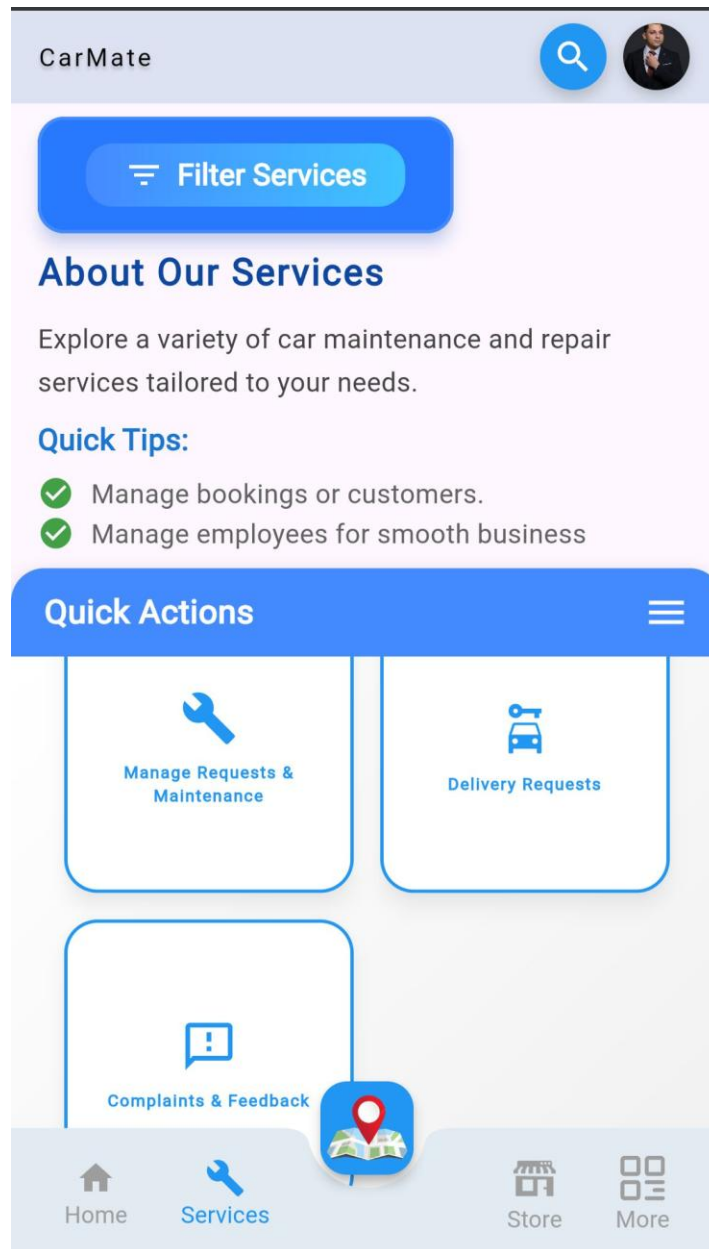 CarMate
Filter Services
About Our Services
Explore a variety of car maintenance and repair
services tailored to your needs.
Quick Tips:
Manage bookings or customers.
Manage employees for smooth business
Quick Actions
Manage Requests &
Maintenance
Delivery Requests
Complaints & Feedback
Home
Services
Store
More